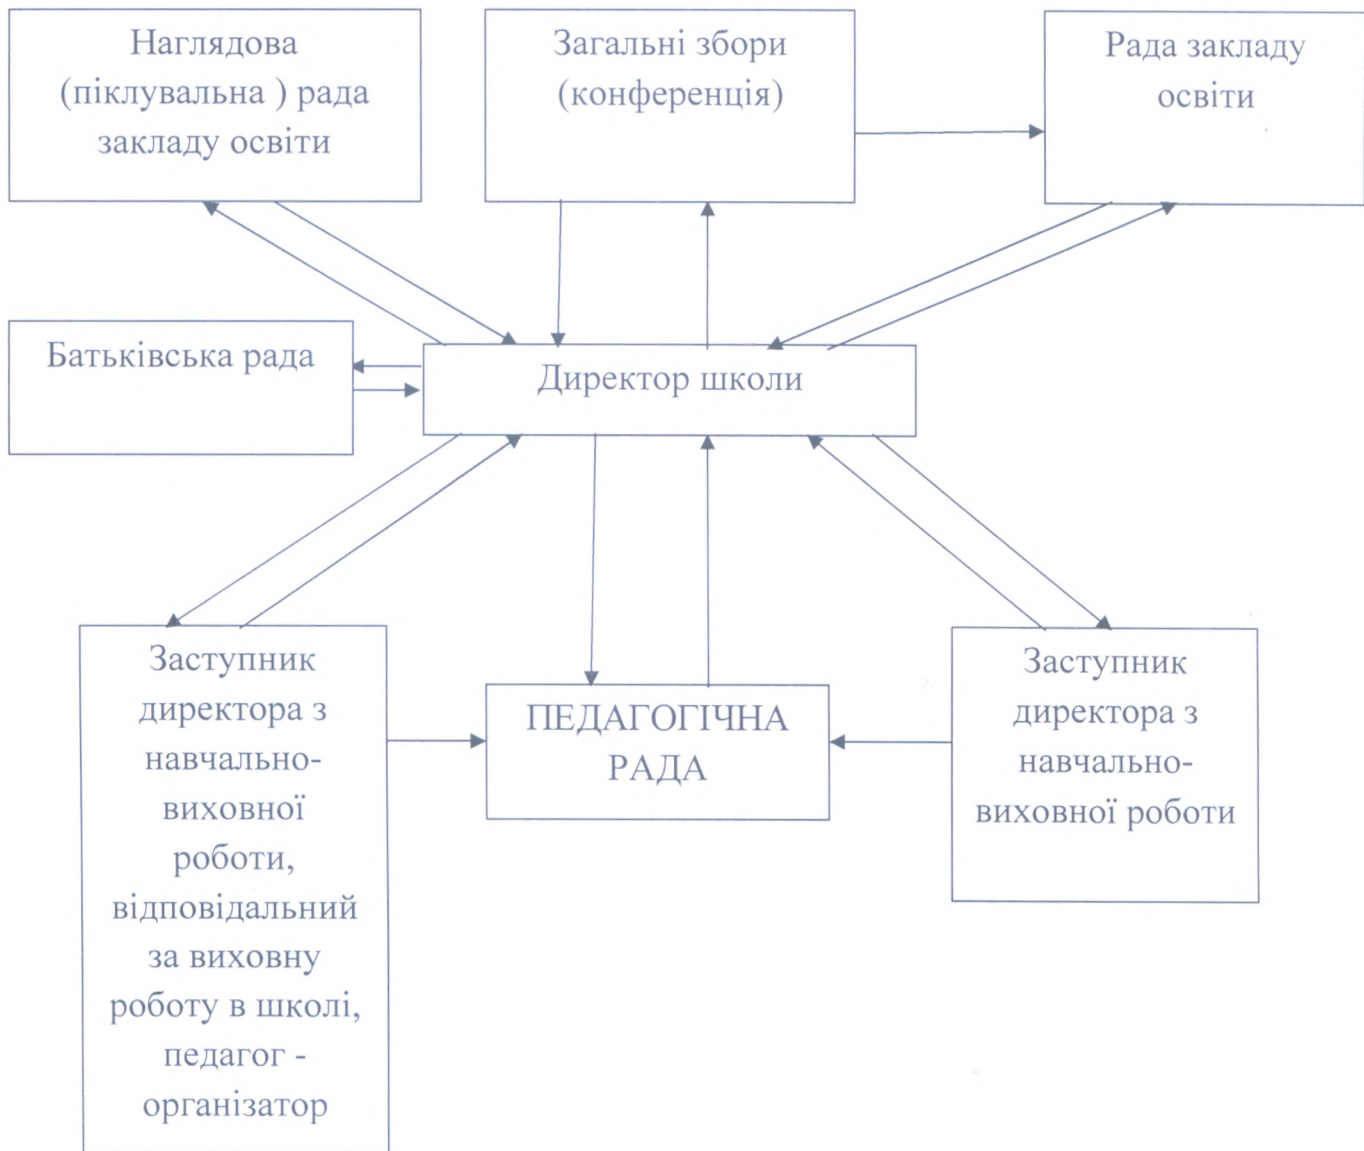 Наглядова
(піклувальна ) рада
закладу освіти
Загальні збори
(конференція)
Рада закладу
освіти
Батьківська рада
Директор школи
Заступник
директора з
навчально-
виховної
роботи,
відповідальний
за виховну
роботу в школі,
педагог -
організатор
ПЕДАГОГІЧНА
РАДА
Заступник
директора з
навчально-
виховної роботи